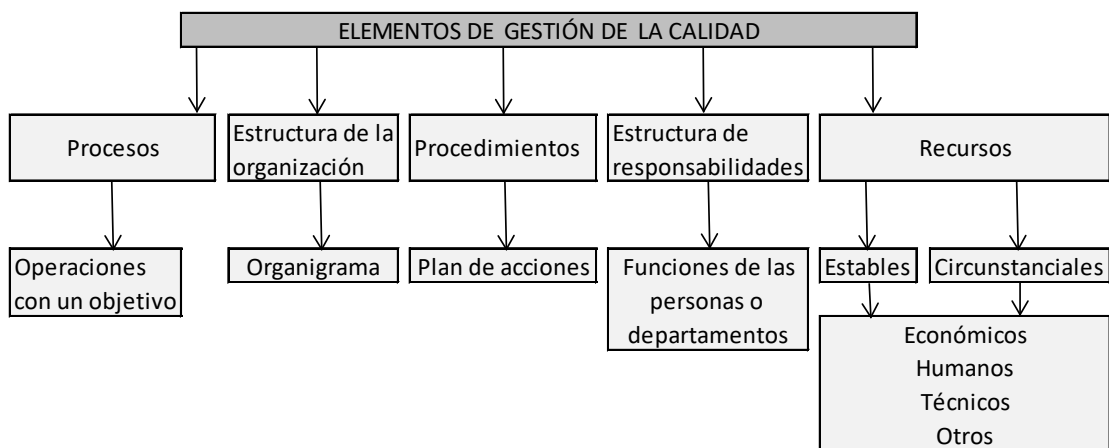 ELEMENTOS DE GESTIÓN DE LA CALIDAD
Procesos
Estructura de la
organización
Procedimientos
Estructura de
responsabilidades
Recursos
Operaciones
con un objetivo
Organigrama
Plan de acciones
Funciones de las
personas o
departamentos
Estables
Circunstanciales
Económicos
Humanos
Técnicos
Otros